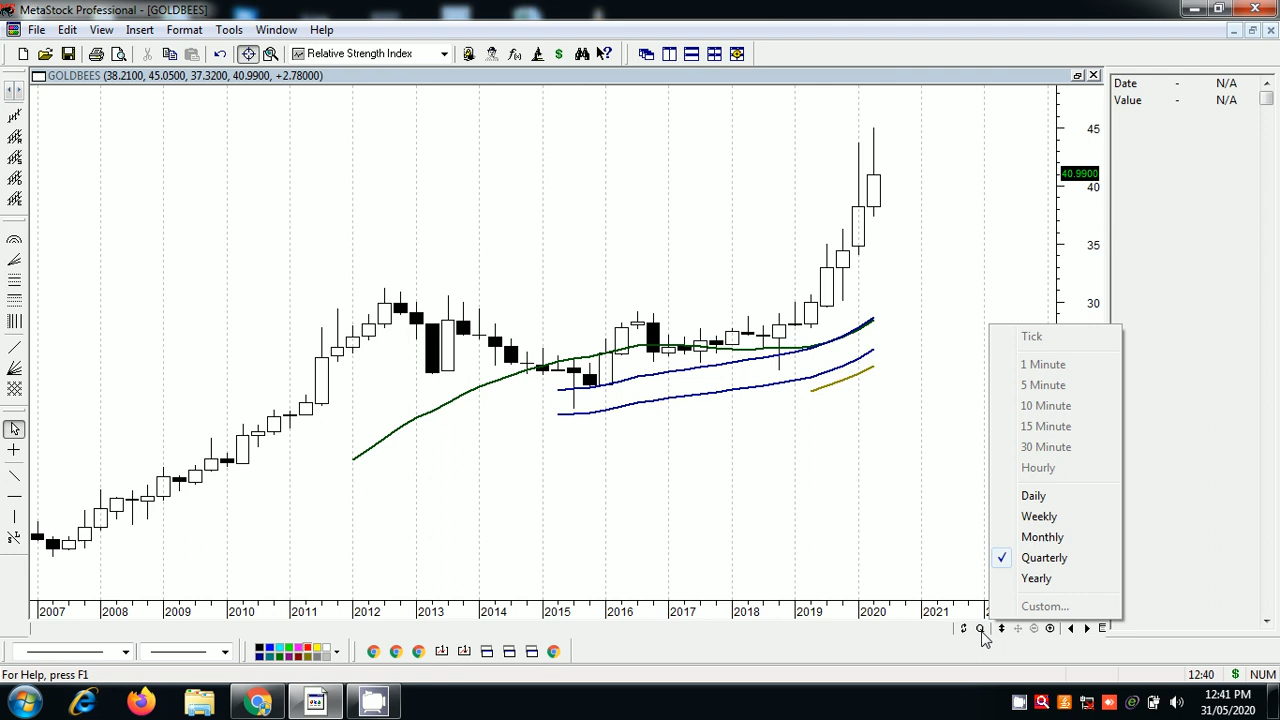 MetaStock Professional - [GOLDBEES]
File Edit View Insert Format Tools Window Help
Relative Strength Index
GOLDBEES (38.2100, 45.0500, 37.3200, 40.9900, +2.78000)
Date - N/A
Value - N/A
45
40.9900
40
35
30
Tick
1 Minute
5 Minute
10 Minute
15 Minute
30 Minute
Hourly
Daily
Weekly
Monthly
Quarterly
Yearly
Custom...
2007 2008 2009 2010 2011 2012 2013 2014 2015 2016 2017 2018 2019 2020 2021
For Help, press F1
12:40 $ NUM
12:41 PM
31/05/2020